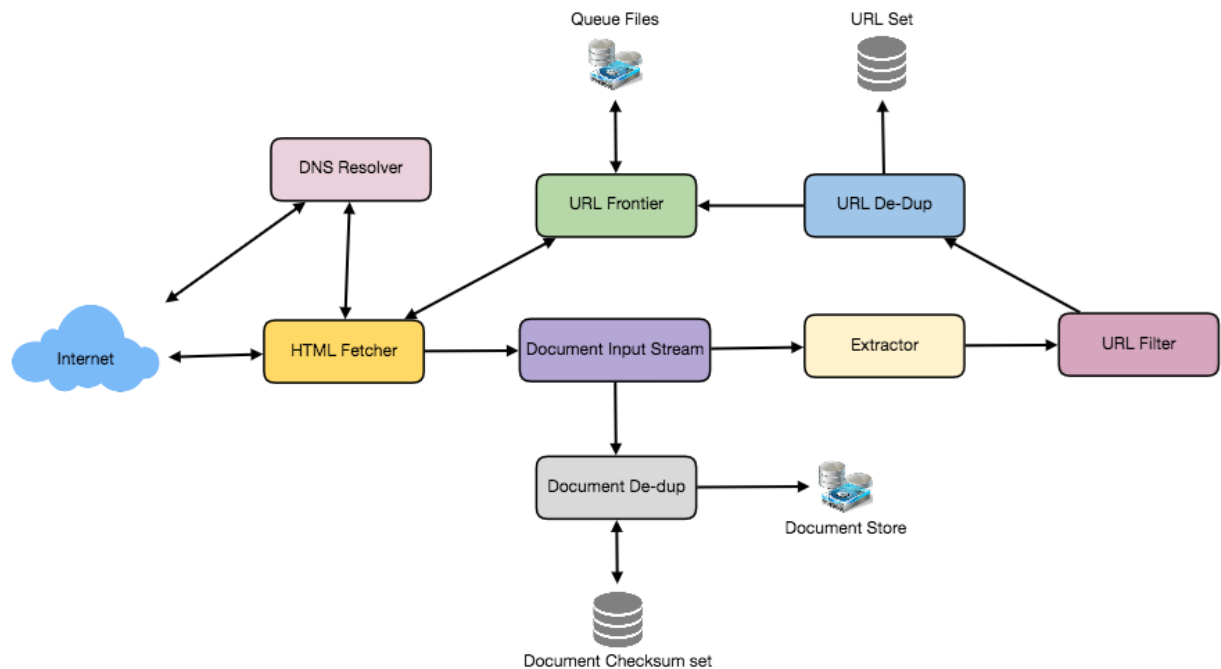 Queue Files
URL Set
DNS Resolver
URL Frontier
URL De-Dup
Internet
HTML Fetcher
Document Input Stream
Extractor
URL Filter
Document De-dup
Document Store
Document Checksum set